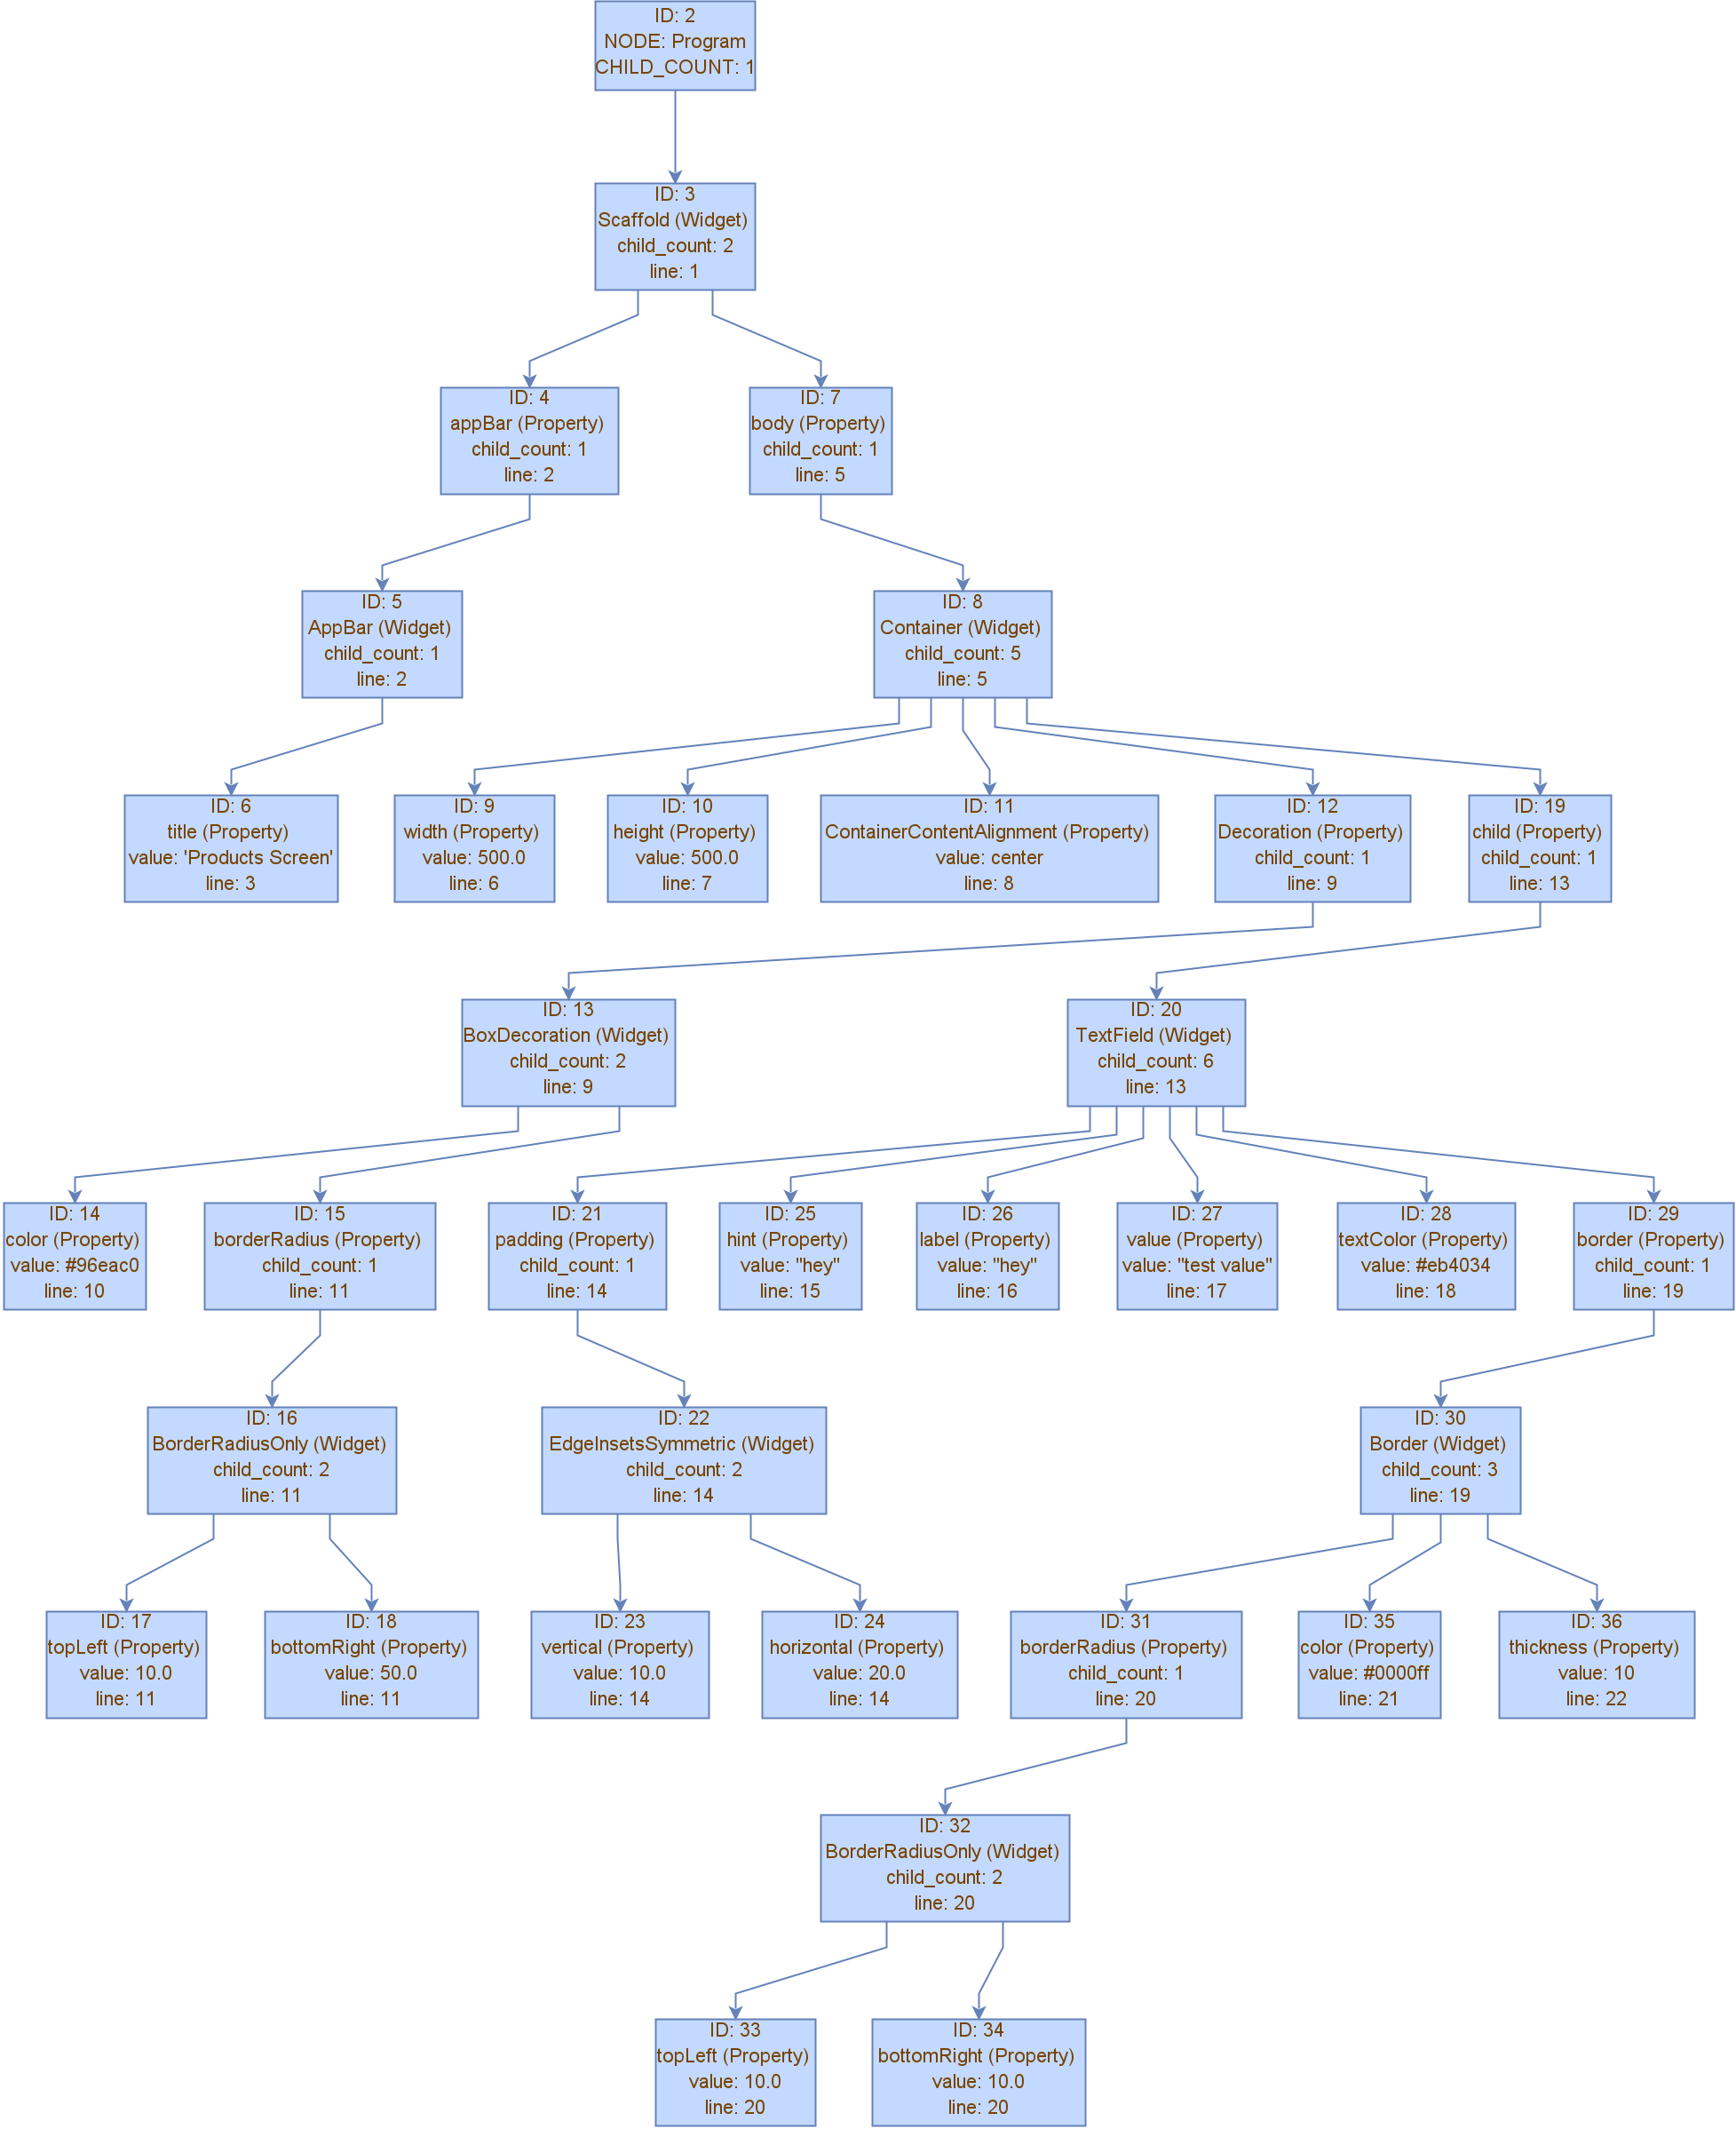 ID: 2
NODE: Program
CHILD_COUNT: 1
ID: 3
Scaffold (Widget)
child_count: 2
line: 1
ID: 4
appBar (Property)
child_count: 1
line: 2
ID: 7
body (Property)
child_count: 1
line: 5
ID: 5
AppBar (Widget)
child_count: 1
line: 2
ID: 8
Container (Widget)
child_count: 5
line: 5
ID: 6
title (Property)
value: 'Products Screen'
line: 3
ID: 9
width (Property)
value: 500.0
line: 6
ID: 10
height (Property)
value: 500.0
line: 7
ID: 11
ContainerContentAlignment (Property)
value: center
line: 8
ID: 12
Decoration (Property)
child_count: 1
line: 9
ID: 19
child (Property)
child_count: 1
line: 13
ID: 13
BoxDecoration (Widget)
child_count: 2
line: 9
ID: 20
TextField (Widget)
child_count: 6
line: 13
ID: 14
color (Property)
value: #96eac0
line: 10
ID: 15
borderRadius (Property)
child_count: 1
line: 11
ID: 21
padding (Property)
child_count: 1
line: 14
ID: 25
hint (Property)
value: "hey"
line: 15
ID: 26
label (Property)
value: "hey"
line: 16
ID: 27
value (Property)
value: "test value"
line: 17
ID: 28
textColor (Property)
value: #eb4034
line: 18
ID: 29
border (Property)
child_count: 1
line: 19
ID: 16
BorderRadiusOnly (Widget)
child_count: 2
line: 11
ID: 22
EdgeInsetsSymmetric (Widget)
child_count: 2
line: 14
ID: 30
Border (Widget)
child_count: 3
line: 19
ID: 17
topLeft (Property)
value: 10.0
line: 11
ID: 18
bottomRight (Property)
value: 50.0
line: 11
ID: 23
vertical (Property)
value: 10.0
line: 14
ID: 24
horizontal (Property)
value: 20.0
line: 14
ID: 31
borderRadius (Property)
child_count: 1
line: 20
ID: 35
color (Property)
value: #0000ff
line: 21
ID: 36
thickness (Property)
value: 10
line: 22
ID: 32
BorderRadiusOnly (Widget)
child_count: 2
line: 20
ID: 33
topLeft (Property)
value: 10.0
line: 20
ID: 34
bottomRight (Property)
value: 10.0
line: 20